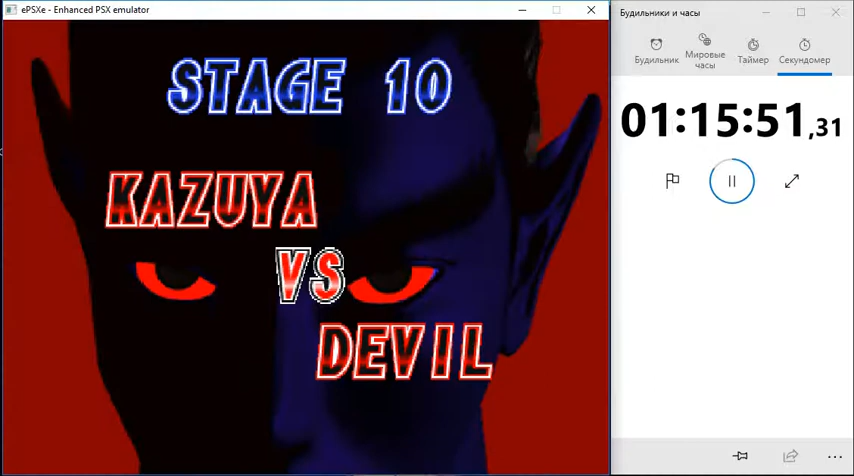 ePSXe - Enhanced PSX emulator
STAGE 10
KAZUYA
VS
DEVIL
Будильники и часы
Будильник
Мировые часы
Таймер
Секундомер
01:15:51,31